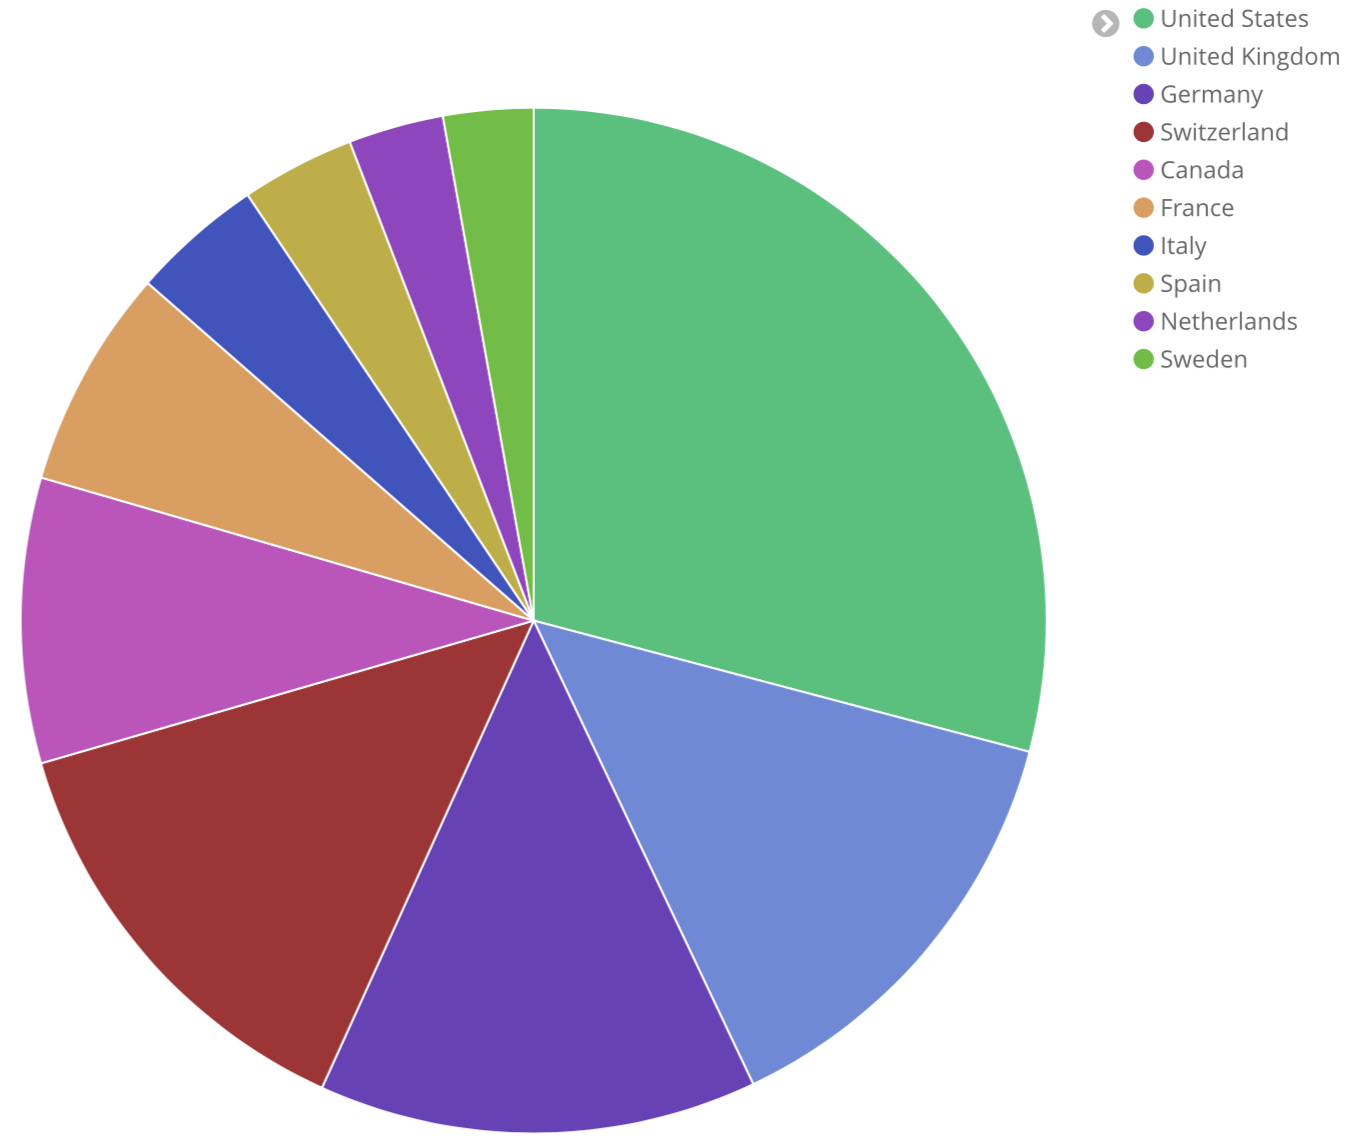 United States
United Kingdom
Germany
Switzerland
Canada
France
Italy
Spain
Netherlands
Sweden